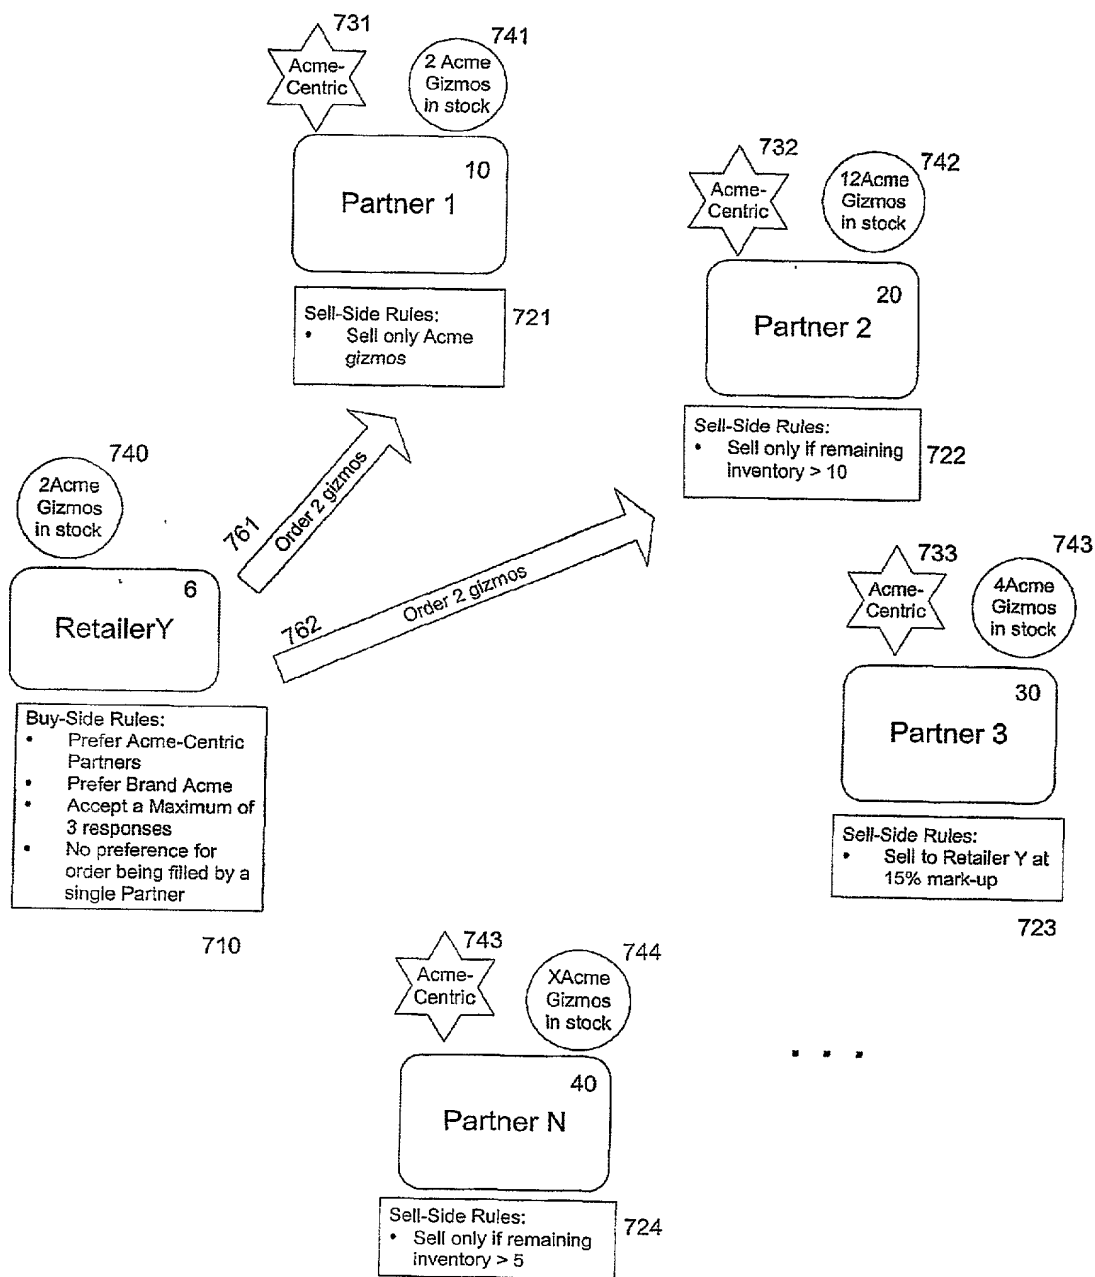 731
Acme-
Centric
741
2 Acme
Gizmos
in stock
10
Partner 1
Sell-Side Rules:
• Sell only Acme
gizmos
721
732
Acme-
Centric
742
12Acme
Gizmos
in stock
20
Partner 2
Sell-Side Rules:
• Sell only if remaining
inventory > 10
722
740
2Acme
Gizmos
in stock
761
Order 2 gizmos
762
Order 2 gizmos
6
RetailerY
Buy-Side Rules:
• Prefer Acme-Centric
Partners
• Prefer Brand Acme
• Accept a Maximum of
3 responses
• No preference for
order being filled by a
single Partner
710
733
Acme-
Centric
743
4Acme
Gizmos
in stock
30
Partner 3
Sell-Side Rules:
• Sell to Retailer Y at
15% mark-up
723
743
Acme-
Centric
744
XAcme
Gizmos
in stock
40
Partner N
. . .
Sell-Side Rules:
• Sell only if remaining
inventory > 5
724